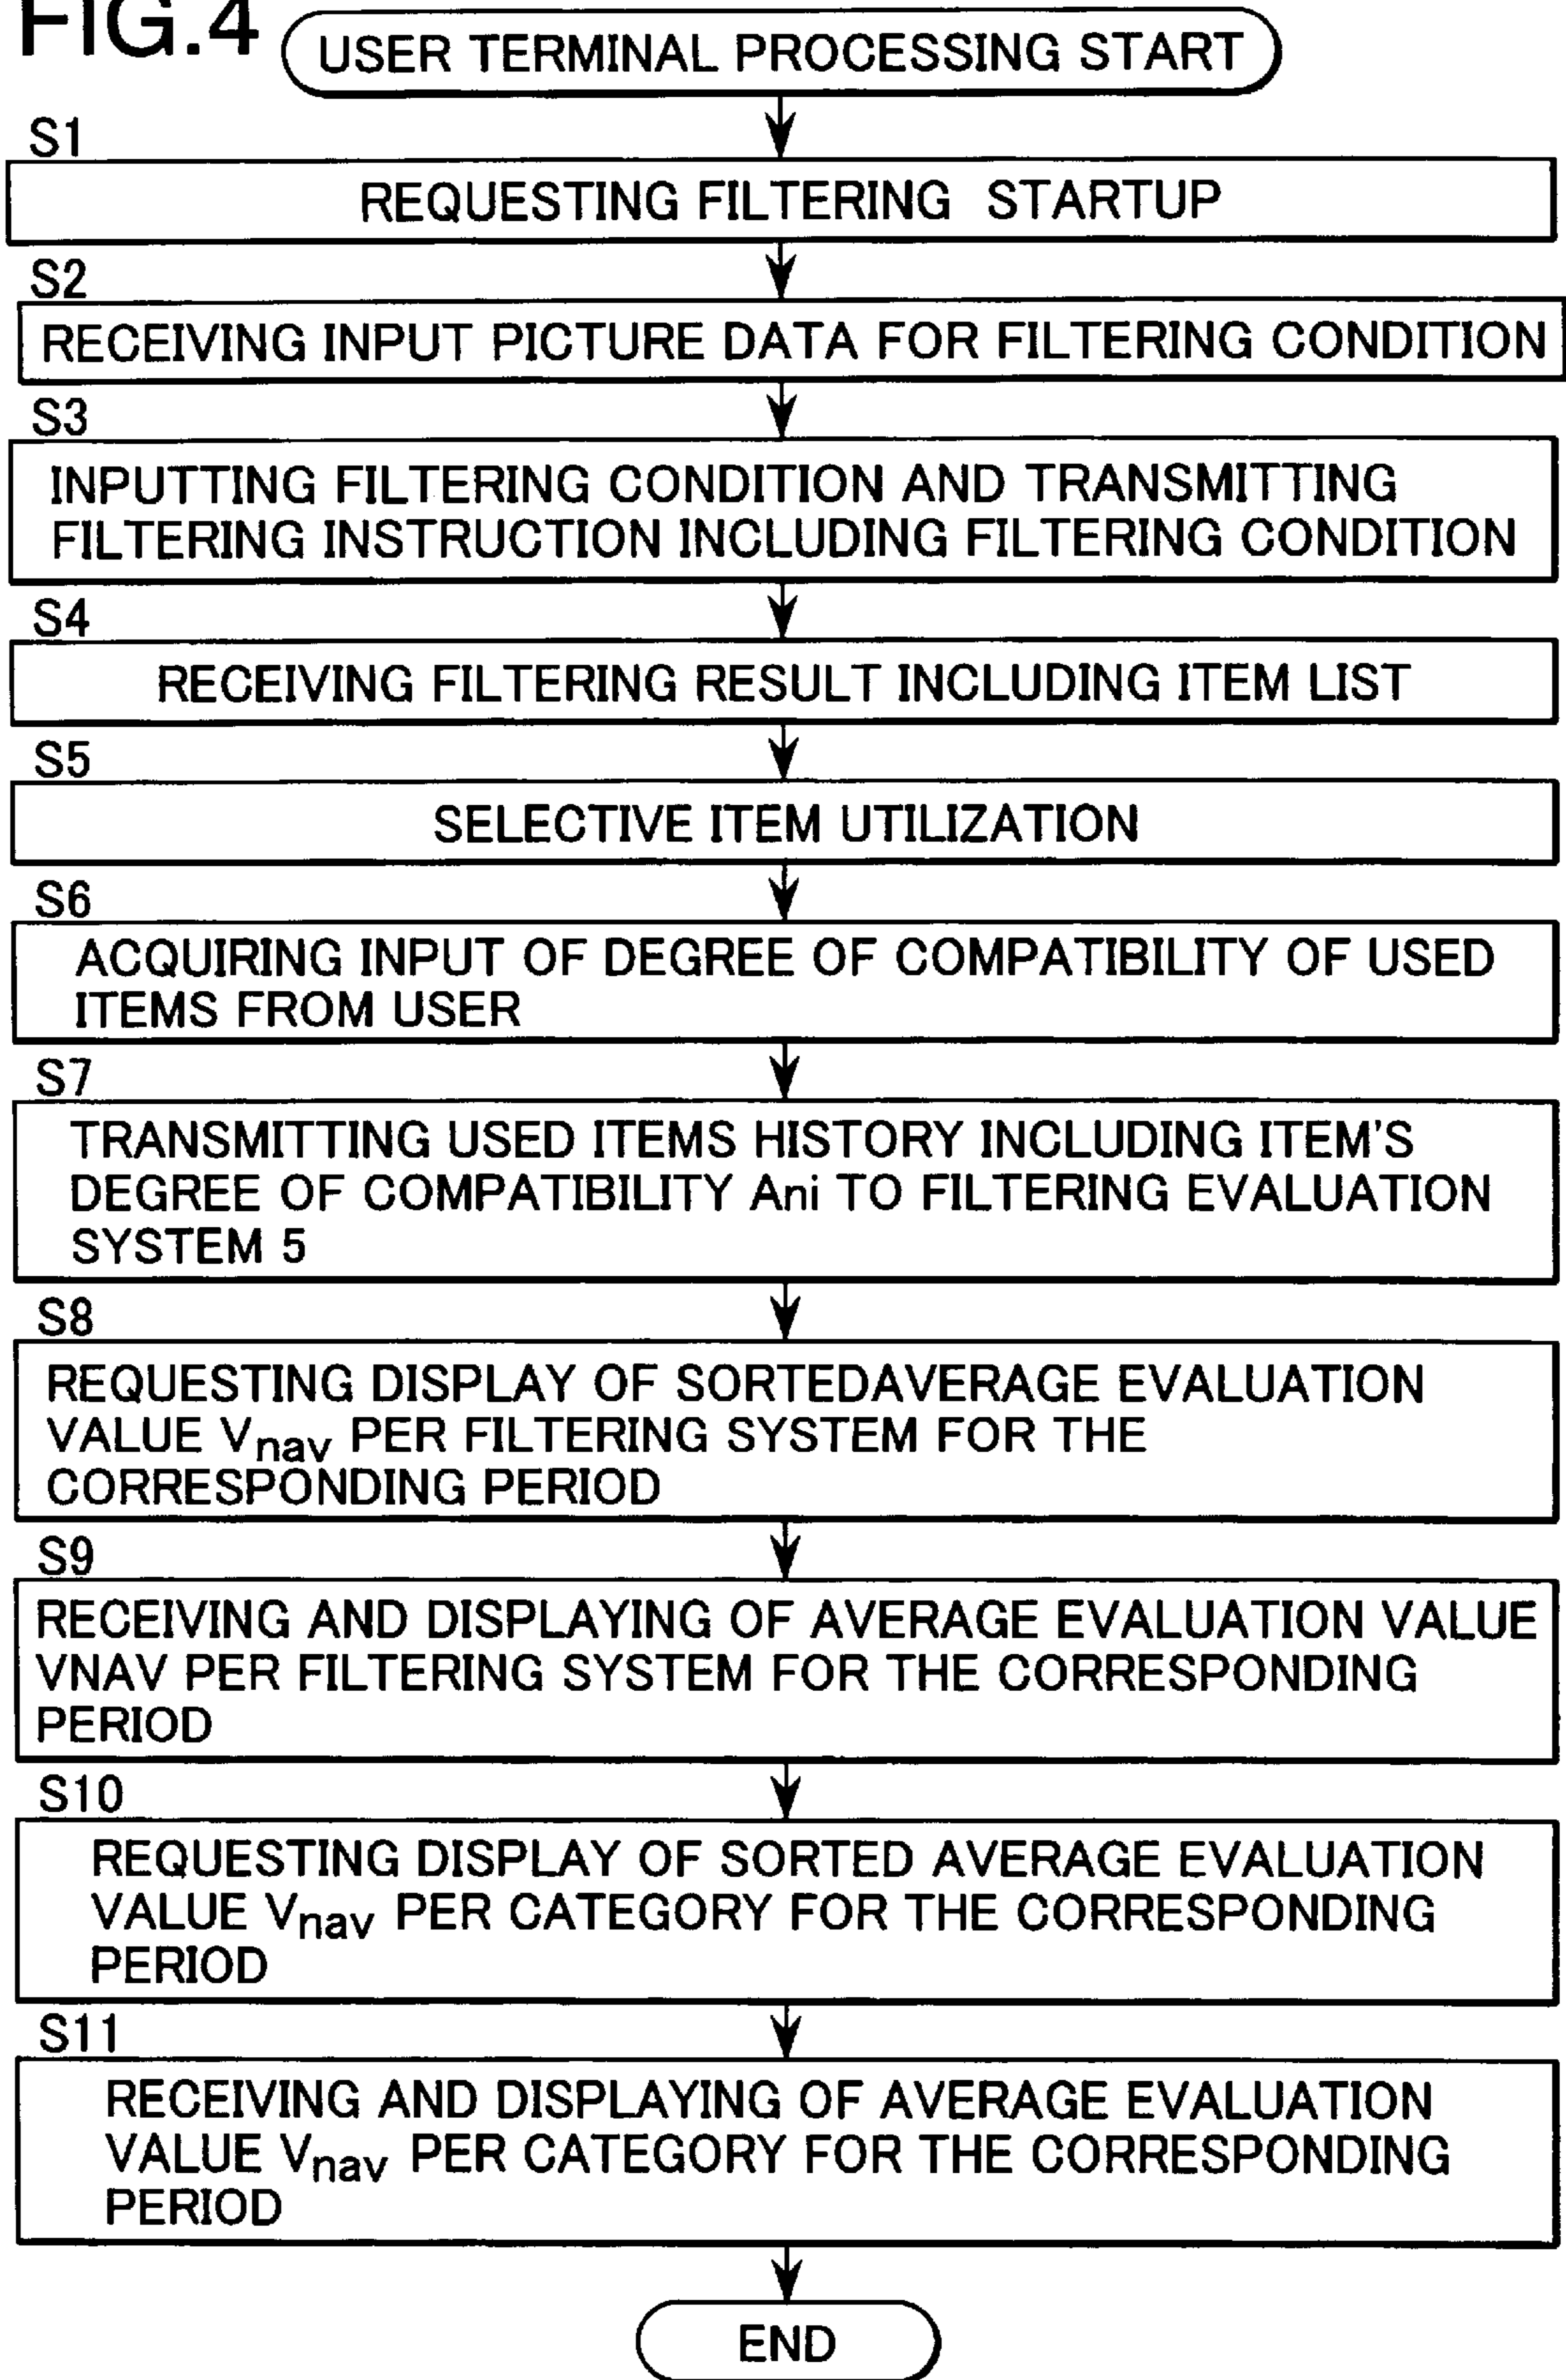 FIG.4
USER TERMINAL PROCESSING START
S1
REQUESTING FILTERING STARTUP
S2
RECEIVING INPUT PICTURE DATA FOR FILTERING CONDITION
S3
INPUTTING FILTERING CONDITION AND TRANSMITTING
FILTERING INSTRUCTION INCLUDING FILTERING CONDITION
S4
RECEIVING FILTERING RESULT INCLUDING ITEM LIST
S5
SELECTIVE ITEM UTILIZATION
S6
ACQUIRING INPUT OF DEGREE OF COMPATIBILITY OF USED
ITEMS FROM USER
S7
TRANSMITTING USED ITEMS HISTORY INCLUDING ITEM'S
DEGREE OF COMPATIBILITY Ani TO FILTERING EVALUATION
SYSTEM 5
S8
REQUESTING DISPLAY OF SORTEDAVERAGE EVALUATION
VALUE Vnav PER FILTERING SYSTEM FOR THE
CORRESPONDING PERIOD
S9
RECEIVING AND DISPLAYING OF AVERAGE EVALUATION VALUE
VNAV PER FILTERING SYSTEM FOR THE CORRESPONDING
PERIOD
S10
REQUESTING DISPLAY OF SORTED AVERAGE EVALUATION
VALUE Vnav PER CATEGORY FOR THE CORRESPONDING
PERIOD
S11
RECEIVING AND DISPLAYING OF AVERAGE EVALUATION
VALUE Vnav PER CATEGORY FOR THE CORRESPONDING
PERIOD
END